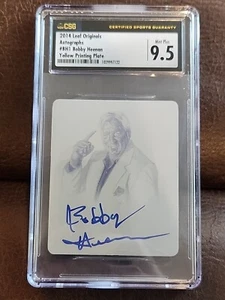 CSG
CERTIFIED SPORTS GUARANTY
2014 Leaf Originals
Autographs
#BH1 Bobby Heenan
Yellow Printing Plate
Mint Plus
9.5
Bobby
Heenan